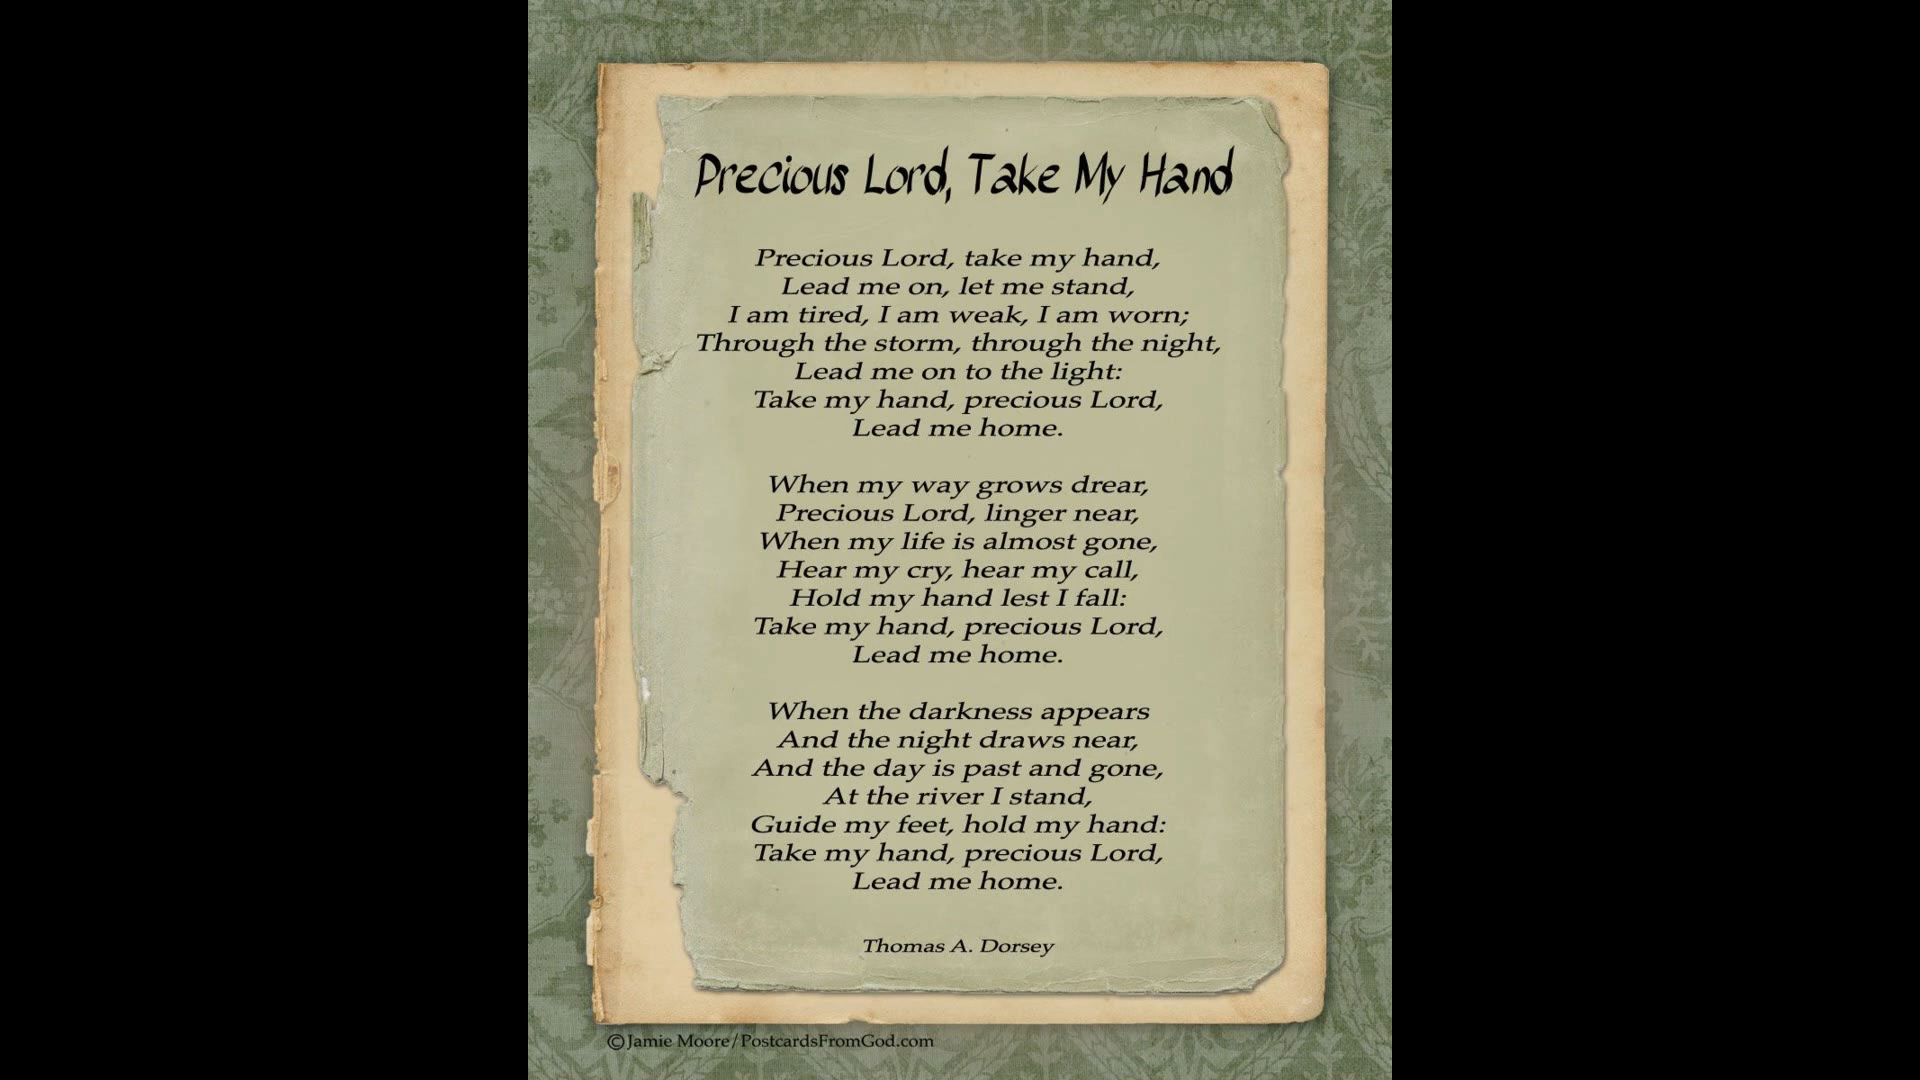 Precious Lord, Take My Hand
Precious Lord, take my hand,
Lead me on, let me stand,
I am tired, I am weak, I am worn;
Through the storm, through the night,
Lead me on to the light:
Take my hand, precious Lord,
Lead me home.
When my way grows drear,
Precious Lord, linger near,
When my life is almost gone,
Hear my cry, hear my call,
Hold my hand lest I fall:
Take my hand, precious Lord,
Lead me home.
When the darkness appears
And the night draws near,
And the day is past and gone,
At the river I stand,
Guide my feet, hold my hand:
Take my hand, precious Lord,
Lead me home.
Thomas A. Dorsey
©Jamie Moore/PostcardsFromGod.com